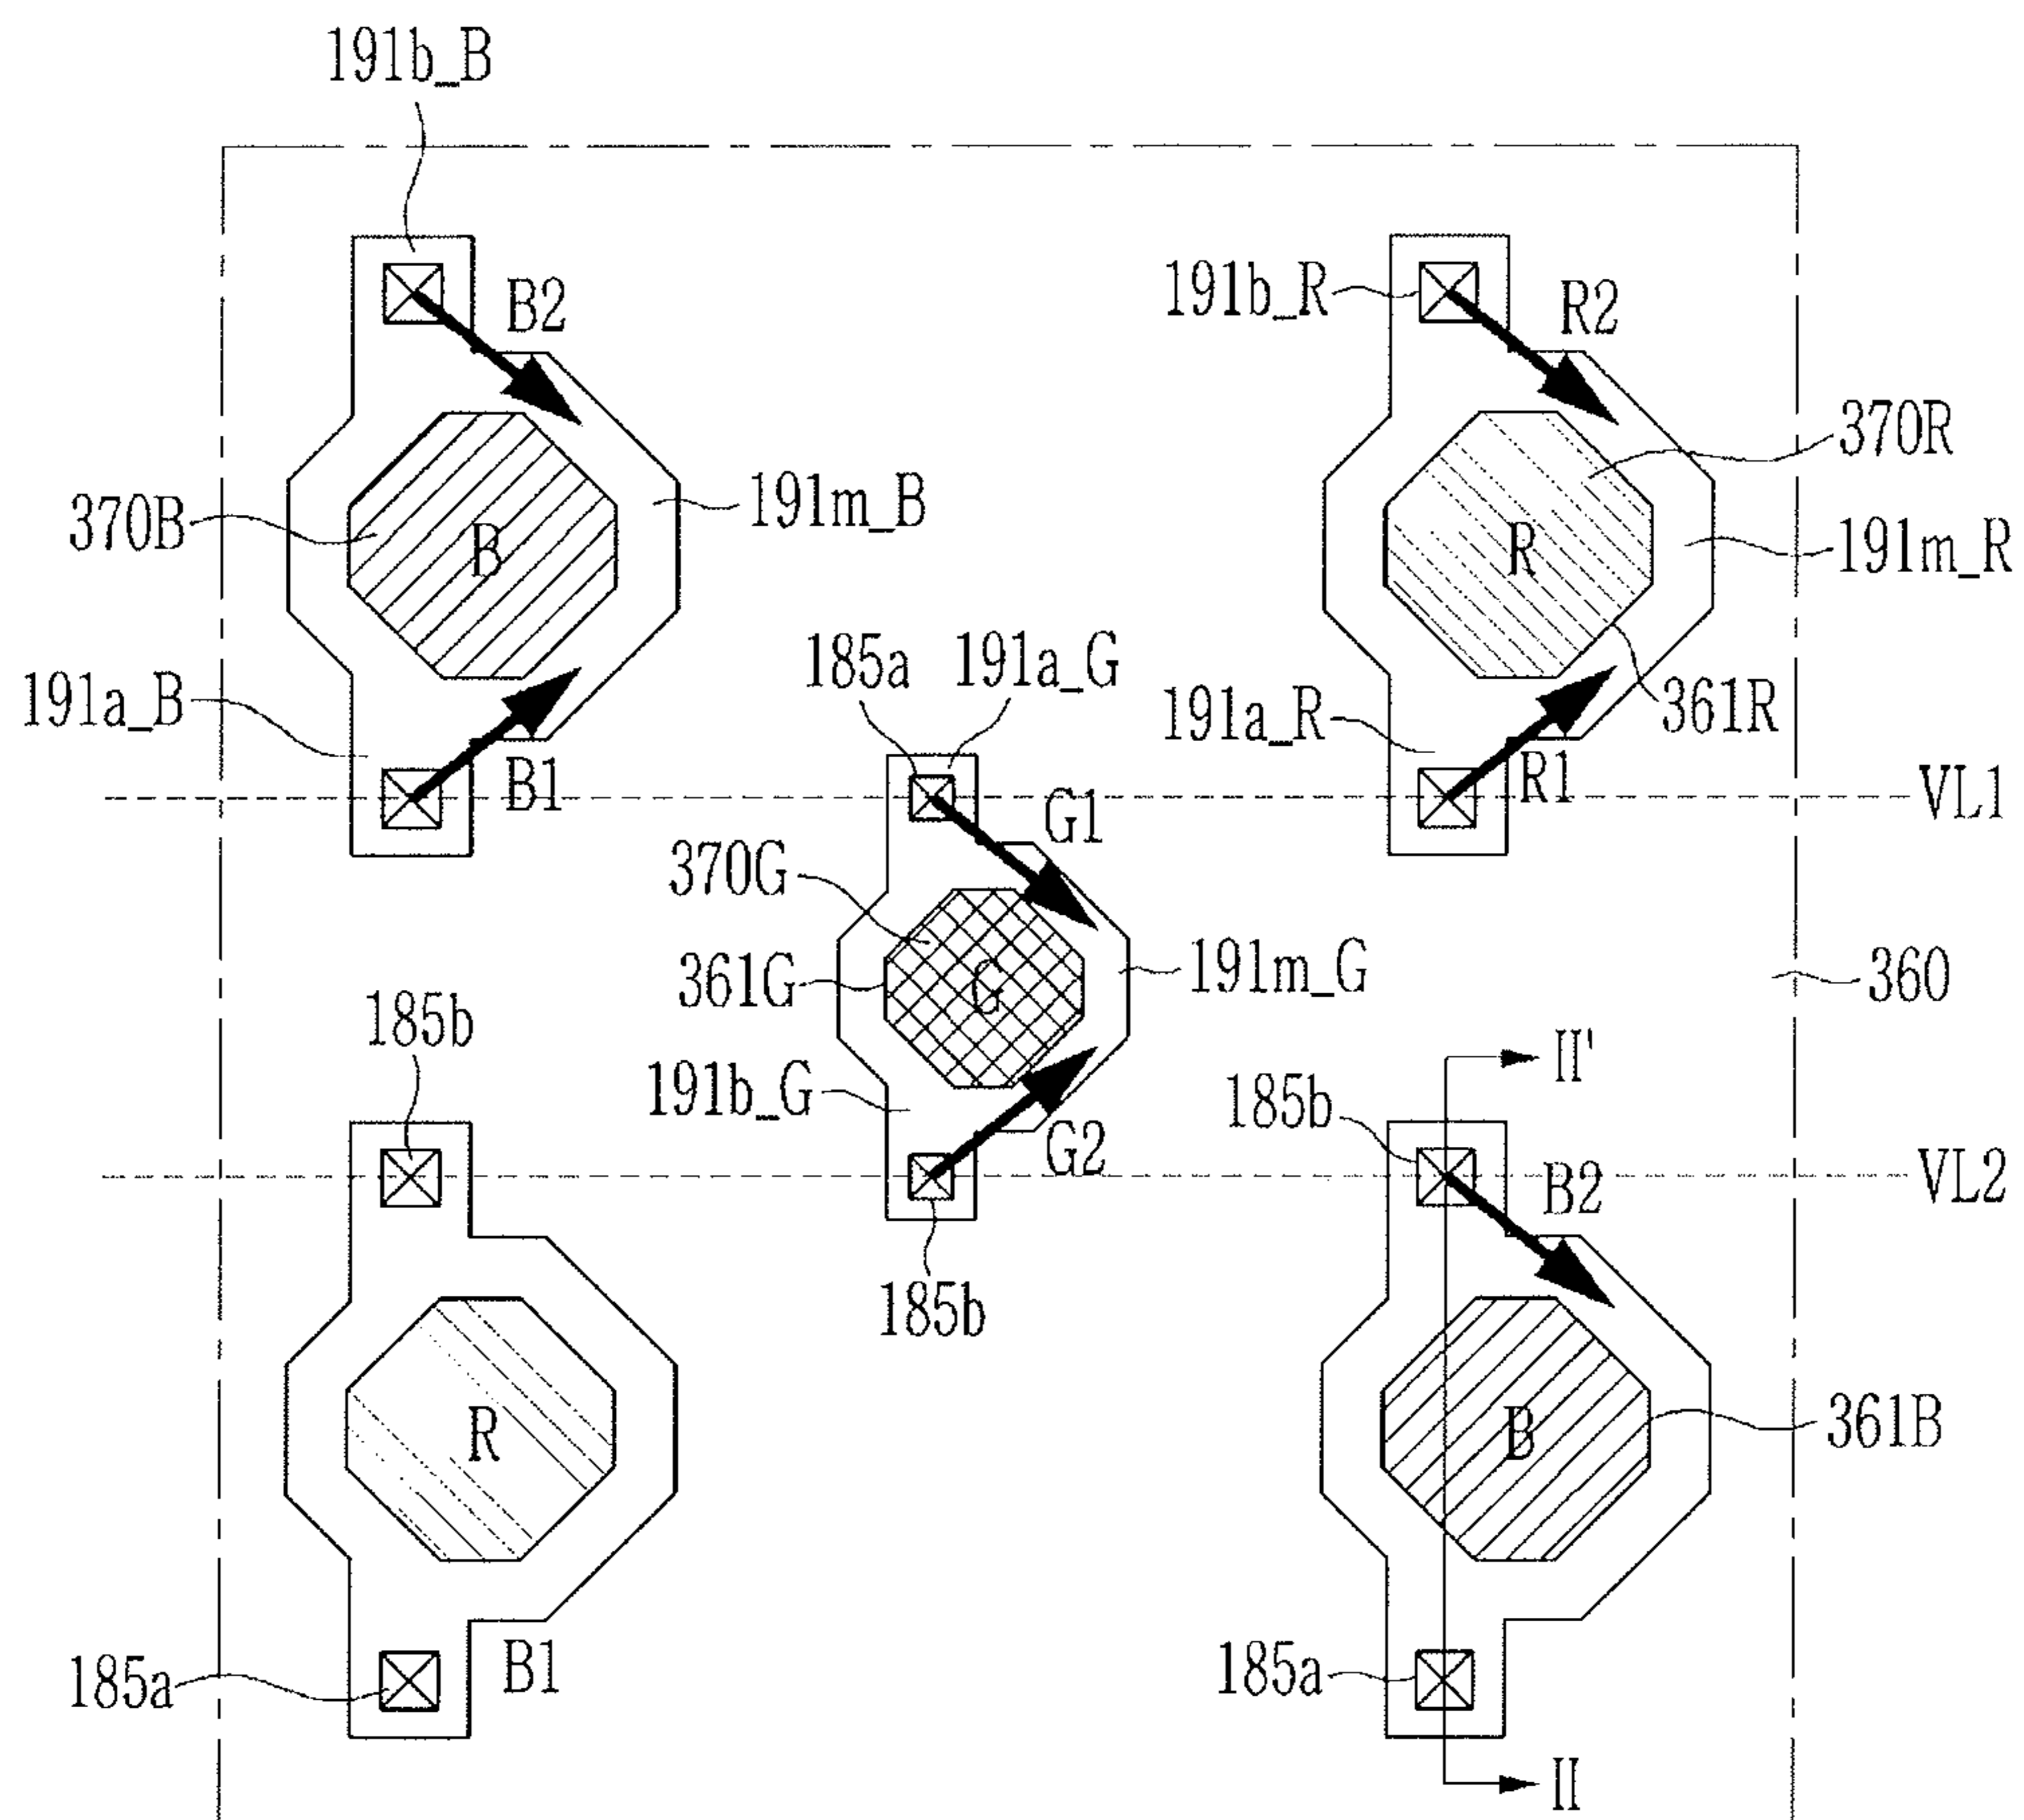 191b_B
B2
191b_R
R2
370R
370B
B
191m_B
R
191m_R
191a_B
185a
191a_G
191a_R
361R
B1
G1
R1
VL1
370G
361G
G
191m_G
360
185b
191b_G
G2
185b
II'
B2
VL2
185b
R
B
361B
185a
B1
185a
II